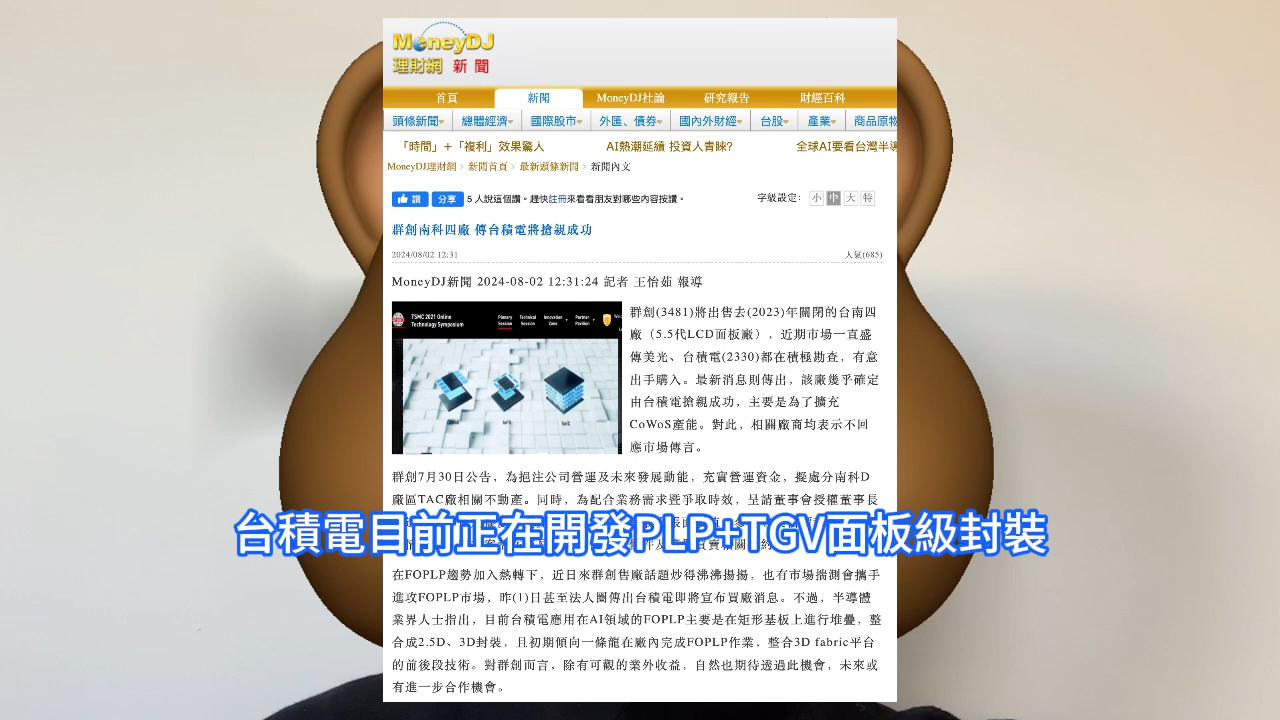 MoneyDJ
理財網 新聞
首頁 新聞 MoneyDJ社論 研究報告 財經百科
頭條新聞 總體經濟 國際股市 外匯、債券 國內外財經 台股 產業 商品原物
「時間」+「複利」效果驚人 AI熱潮延續 投資人青睞? 全球AI要看台灣半導
MoneyDJ理財網 > 新聞首頁 > 最新頭條新聞 > 新聞內文
讚 分享 5 人說這個讚。趕快註冊來看看朋友對哪些內容按讚。 字級設定: 小 中 大 特
群創南科四廠 傳台積電將搶親成功
2024/08/02 12:31 人氣(685)
MoneyDJ新聞 2024-08-02 12:31:24 記者 王怡茹 報導
TSMC 2021 Online
Technology Symposium
Plenary Session
Technical Session
Innovation Zone
Partner Pavilion
群創(3481)將出售去(2023)年關閉的台南四
廠(5.5代LCD面板廠),近期市場一直盛
傳美光、台積電(2330)都在積極勘查,有意
出手購入。最新消息則傳出,該廠幾乎確定
由台積電搶親成功,主要是為了擴充
CoWoS產能。對此,相關廠商均表示不回
應市場傳言。
群創7月30日公告,為挹注公司營運及未來發展動能,充實營運資金,擬處分南科D
廠區TAC廠相關不動產。同時,為配合業務需求暨爭取時效,呈請董事會授權董事長
台積電目前正在開發PLP+TGV面板級封裝
在FOPLP趨勢加入熱轉下,近日來群創售廠話題炒得沸沸揚揚,也有市場揣測會攜手
進攻FOPLP市場,昨(1)日甚至法人圈傳出台積電即將宣布買廠消息。不過,半導體
業界人士指出,目前台積電應用在AI領域的FOPLP主要是在矩形基板上進行堆疊,整
合成2.5D、3D封裝,且初期傾向一條龍在廠內完成FOPLP作業,整合3D fabric平台
的前後段技術。對群創而言,除有可觀的業外收益,自然也期待透過此機會,未來或
有進一步合作機會。